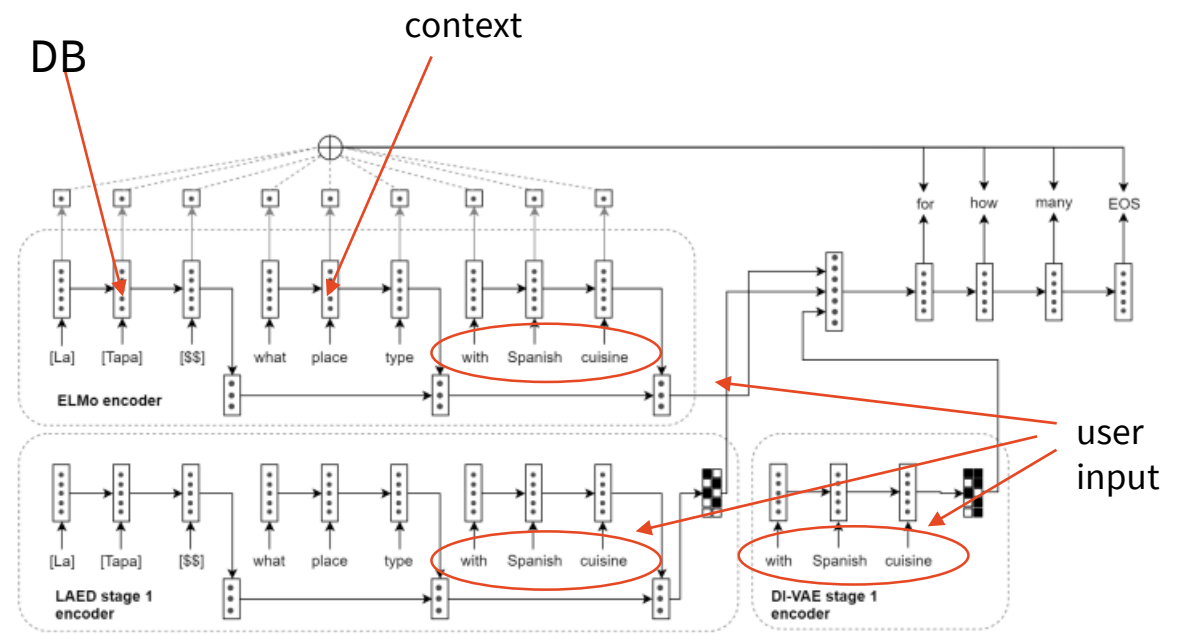 context
DB
for how many EOS
[La] [Tapa] [$$] what place type with Spanish cuisine
ELMo encoder
user
input
[La] [Tapa] [$$] what place type with Spanish cuisine
with Spanish cuisine
LAED stage 1
encoder
DI-VAE stage 1
encoder